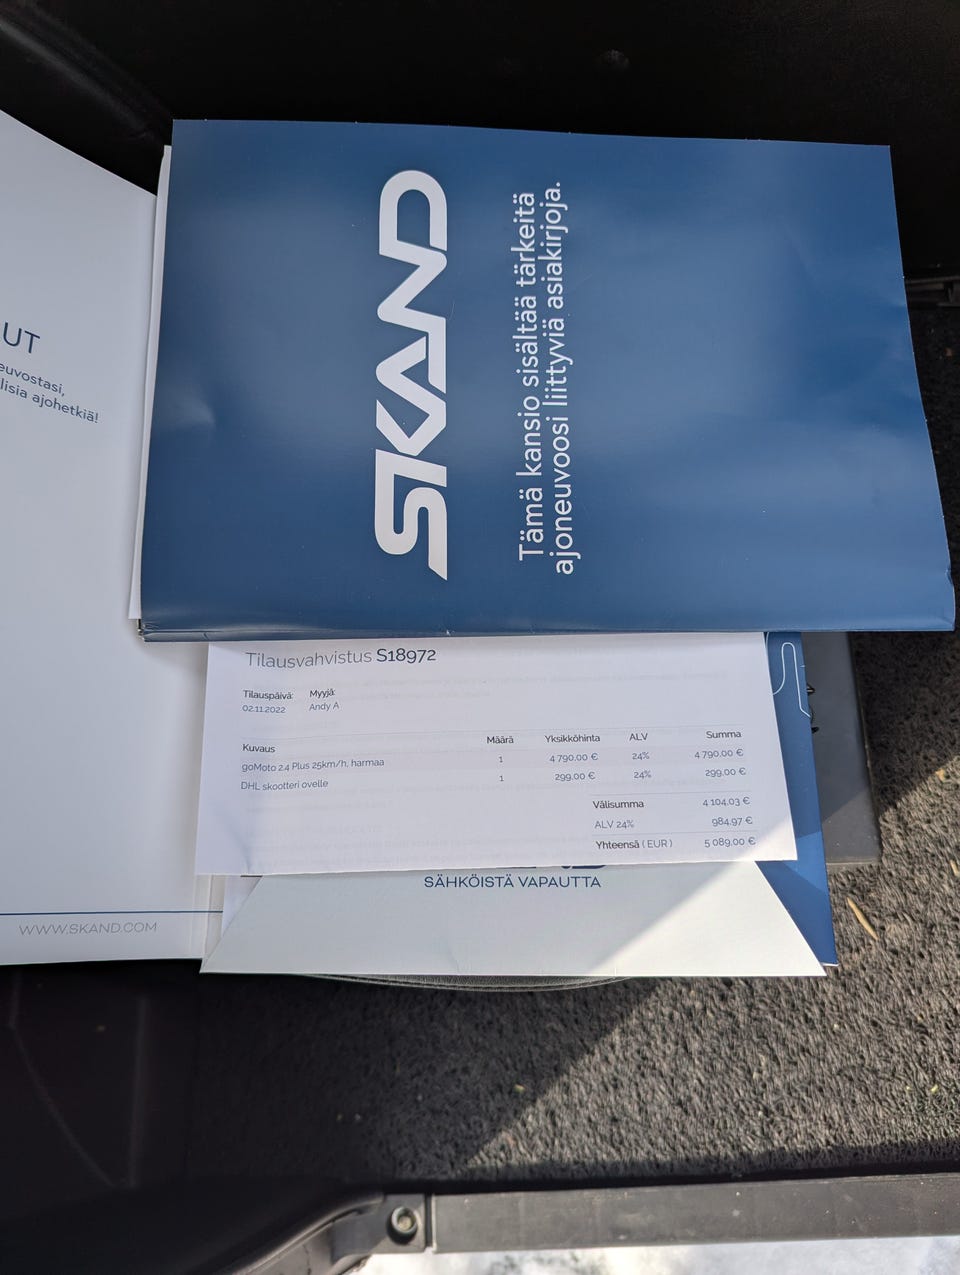 UT
euvostasi,
lisia ajohetkiä!
WWW.SKAND.COM
SKAND
Tämä kansio sisältää tärkeitä
ajoneuvoosi liittyviä asiakirjoja.
Tilausvahvistus S18972
Tilauspäivä: Myyjä:
02.11.2022 Andy A
Kuvaus Määrä Yksikköhinta ALV Summa
goMoto 2.4 Plus 25km/h, harmaa 1 4 790,00 € 24% 4 790,00 €
DHL skootteri ovelle 1 299,00 € 24% 299,00 €
Välisumma 4 104,03 €
ALV 24% 984,97 €
Yhteensä ( EUR ) 5 089,00 €
SÄHKÖISTÄ VAPAUTTA